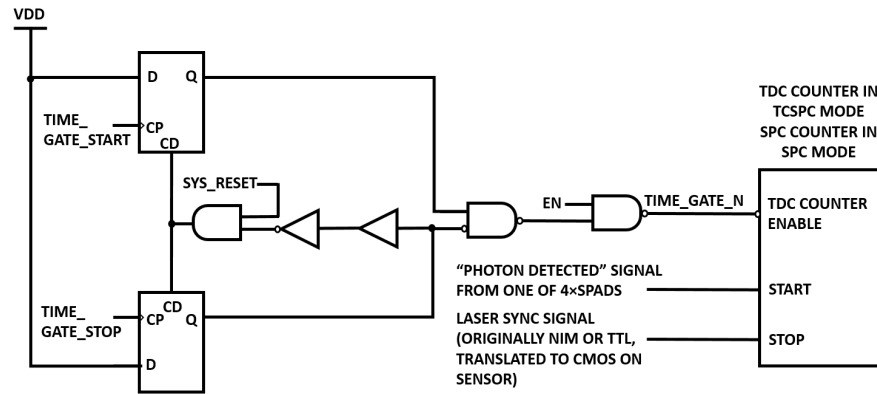 VDD
D Q
TIME_
GATE_START
CP
CD
TDC COUNTER IN
TCSPC MODE
SPC COUNTER IN
SPC MODE
SYS_RESET
EN
TIME_GATE_N
TDC COUNTER
ENABLE
"PHOTON DETECTED" SIGNAL
FROM ONE OF 4×SPADS
START
TIME_
GATE_STOP
CD
CP Q
D
LASER SYNC SIGNAL
(ORIGINALLY NIM OR TTL,
TRANSLATED TO CMOS ON
SENSOR)
STOP